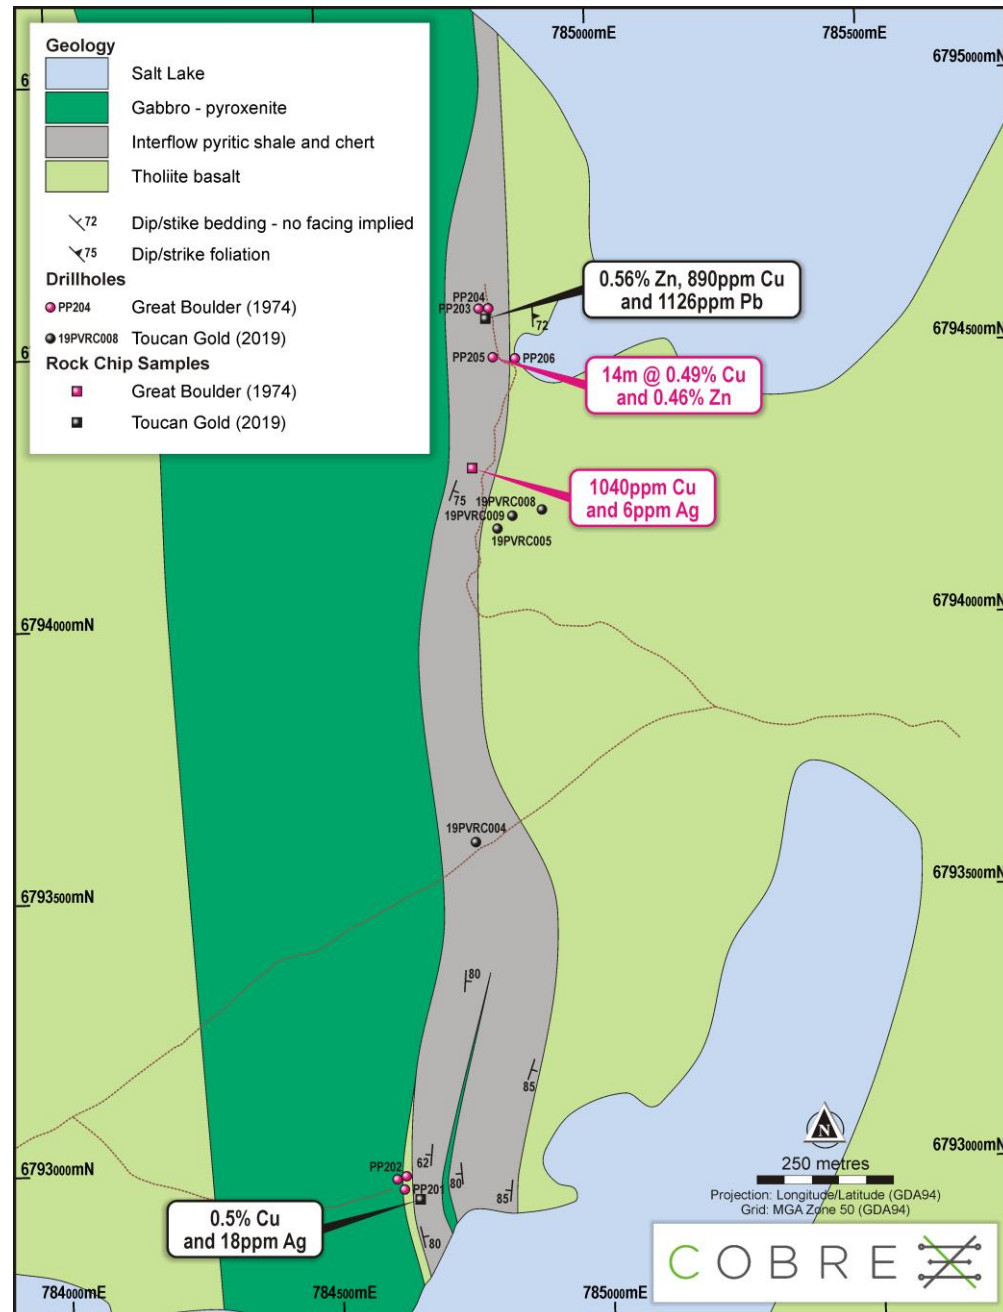 785000mE
785500mE
6795000mN
Geology
Salt Lake
Gabbro - pyroxenite
Interflow pyritic shale and chert
Tholiite basalt
72
Dip/stike bedding - no facing implied
75
Dip/strike foliation
Drillholes
PP204
Great Boulder (1974)
19PVRC008
Toucan Gold (2019)
Rock Chip Samples
Great Boulder (1974)
Toucan Gold (2019)
0.56% Zn, 890ppm Cu
and 1126ppm Pb
PP204
PP203
72
6794500mN
PP205
PP206
14m @ 0.49% Cu
and 0.46% Zn
1040ppm Cu
and 6ppm Ag
75
19PVRC008
19PVRC009
19PVRC005
6794000mN
6794000mN
19PVRC004
6793500mN
6793500mN
80
85
6793000mN
6793000mN
62
80
85
PP202
PP201
80
0.5% Cu
and 18ppm Ag
N
250 metres
Projection: Longitude/Latitude (GDA94)
Grid: MGA Zone 50 (GDA94)
COBRE
784000mE
784500mE
785000mE